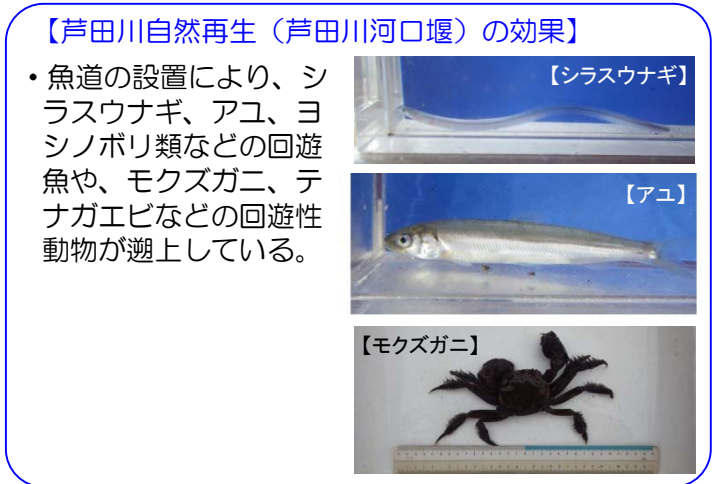 【芦田川自然再生（芦田川河口堰）の効果】
・魚道の設置により、シ
ラスウナギ、アユ、ヨ
シノボリ類などの回遊
魚や、モクズガニ、テ
ナガエビなどの回遊性
動物が遡上している。
【シラスウナギ】
【アユ】
【モクズガニ】